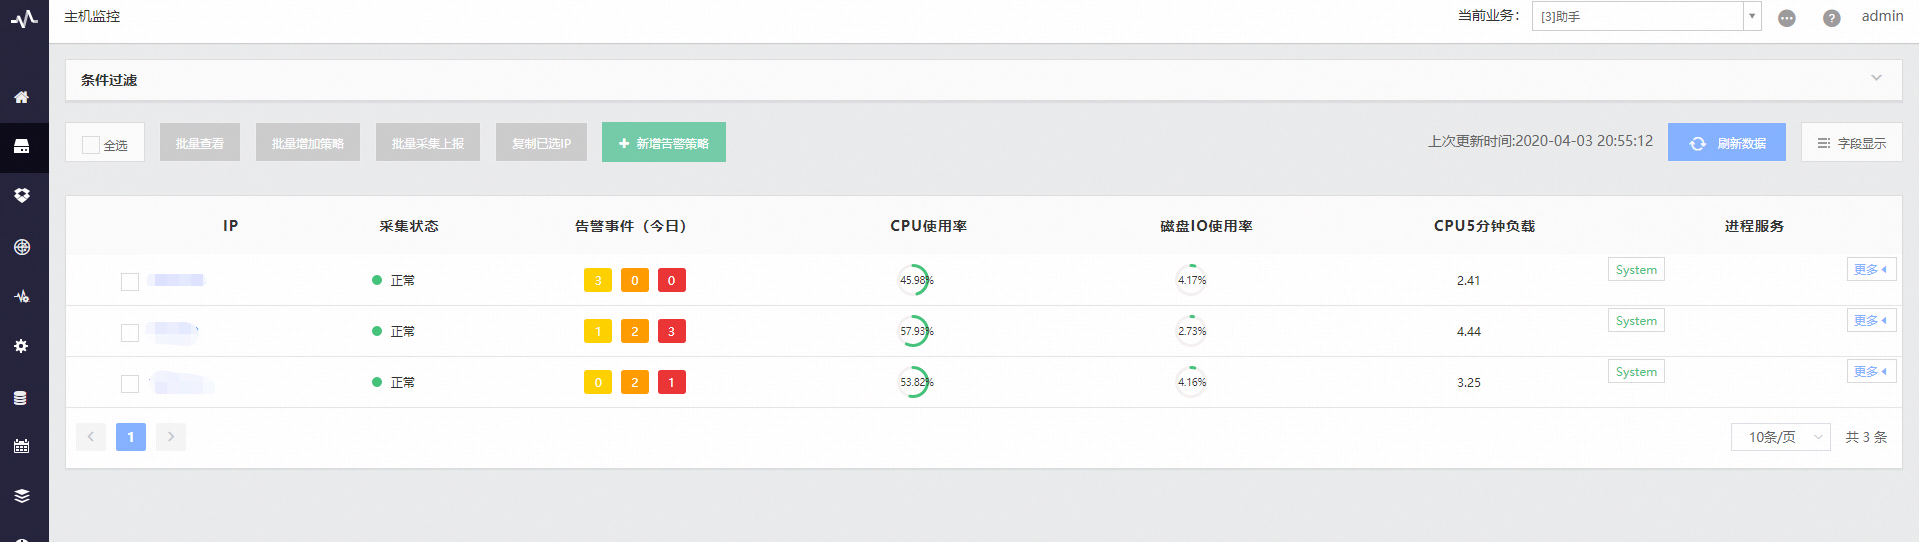 主机监控
当前业务： [3]助手 admin
条件过滤
全选 批量查看 批量增加策略 批量采集上报 复制已选IP + 新增告警策略 上次更新时间:2020-04-03 20:55:12 刷新数据 字段显示
IP 采集状态 告警事件（今日） CPU使用率 磁盘IO使用率 CPU5分钟负载 进程服务
正常 3 0 0 45.98% 4.17% 2.41 System 更多
正常 1 2 3 57.93% 2.73% 4.44 System 更多
正常 0 2 1 53.82% 4.16% 3.25 System 更多
1 10条/页 共 3 条